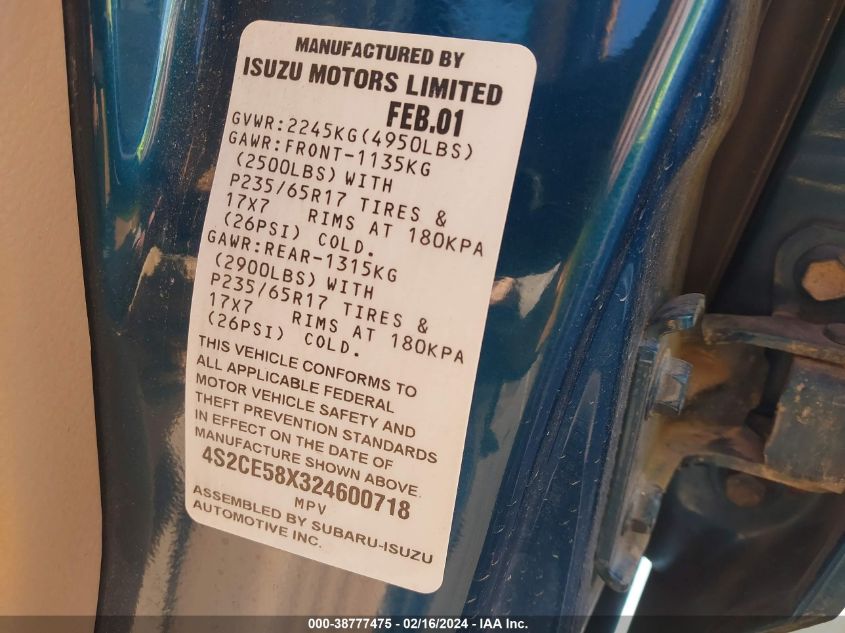 MANUFACTURED BY
ISUZU MOTORS LIMITED
FEB.01
GVWR:2245KG(4950LBS)
GAWR:FRONT-1135KG
(2500LBS) WITH
P235/65R17 TIRES &
17X7 RIMS AT 180KPA
(26PSI) COLD.
GAWR:REAR-1315KG
(2900LBS) WITH
P235/65R17 TIRES &
17X7 RIMS AT 180KPA
(26PSI) COLD.
THIS VEHICLE CONFORMS TO
ALL APPLICABLE FEDERAL
MOTOR VEHICLE SAFETY AND
THEFT PREVENTION STANDARDS
IN EFFECT ON THE DATE OF
MANUFACTURE SHOWN ABOVE.
4S2CE58X324600718
MPV
ASSEMBLED BY SUBARU-ISUZU
AUTOMOTIVE INC.
000-38777475 - 02/16/2024 - IAA Inc.